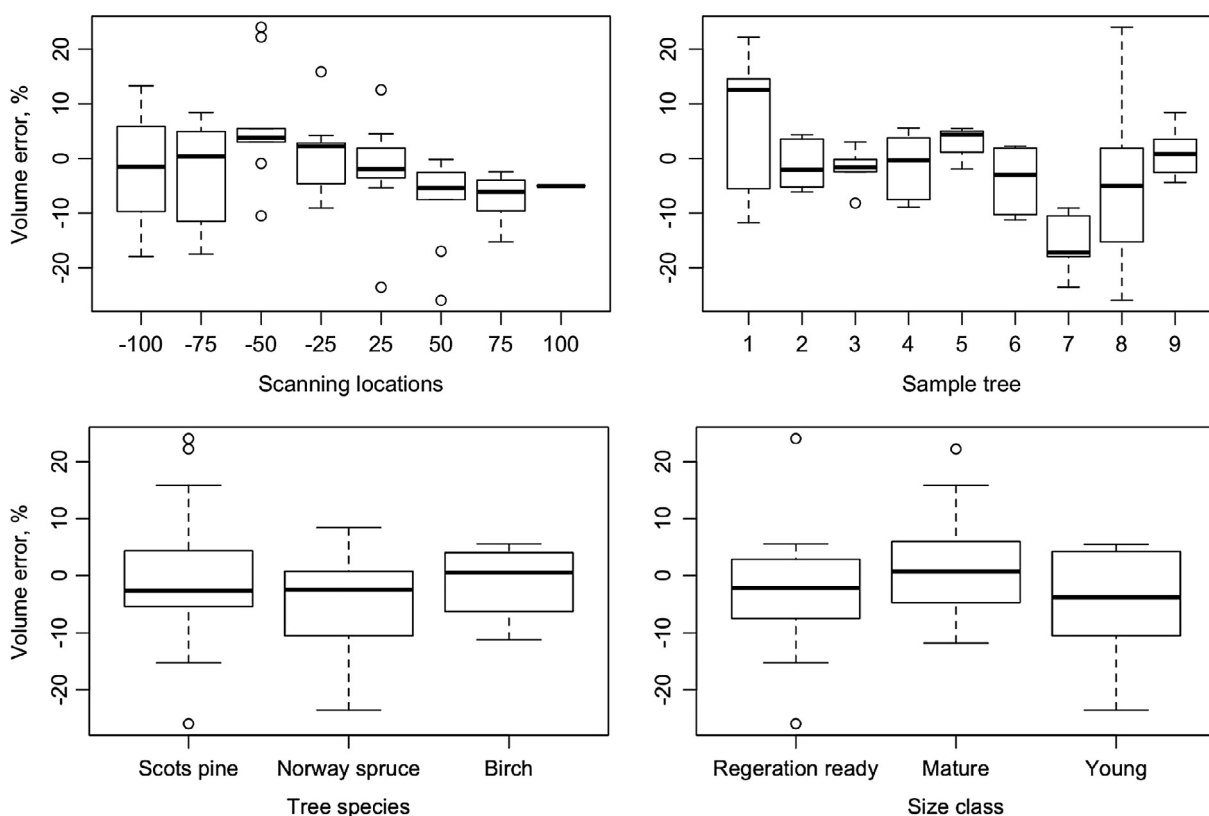 Volume error, %
20
10
0
-10
-20
-100 -75 -50 -25 25 50 75 100
Scanning locations
20
10
0
-10
-20
1 2 3 4 5 6 7 8 9
Sample tree
Volume error, %
20
10
0
-10
-20
Scots pine Norway spruce Birch
Tree species
20
10
0
-10
-20
Regeration ready Mature Young
Size class